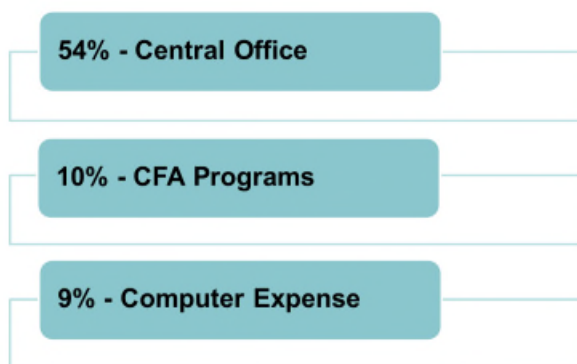 54% - Central Office
10% - CFA Programs
9% - Computer Expense